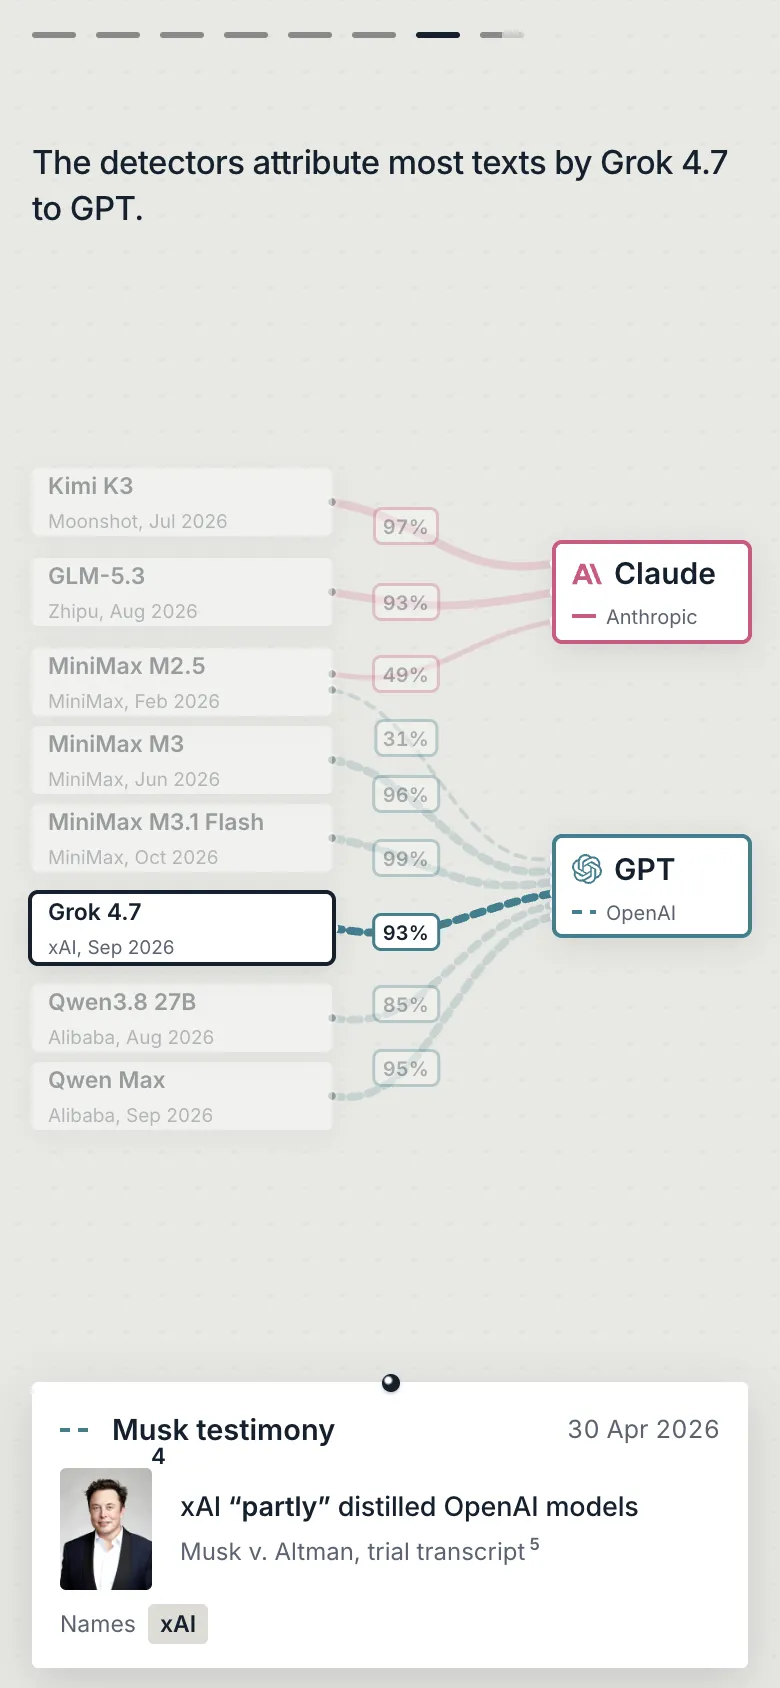 The detectors attribute most texts by Grok 4.7
to GPT.
Kimi K3
Moonshot, Jul 2026
97%
GLM-5.3
Zhipu, Aug 2026
93%
MiniMax M2.5
MiniMax, Feb 2026
49%
31%
MiniMax M3
MiniMax, Jun 2026
96%
MiniMax M3.1 Flash
MiniMax, Oct 2026
99%
Grok 4.7
xAI, Sep 2026
93%
Qwen3.8 27B
Alibaba, Aug 2026
85%
Qwen Max
Alibaba, Sep 2026
95%
Claude
Anthropic
GPT
OpenAI
Musk testimony
30 Apr 2026
4
xAI “partly” distilled OpenAI models
Musk v. Altman, trial transcript 5
Names xAI